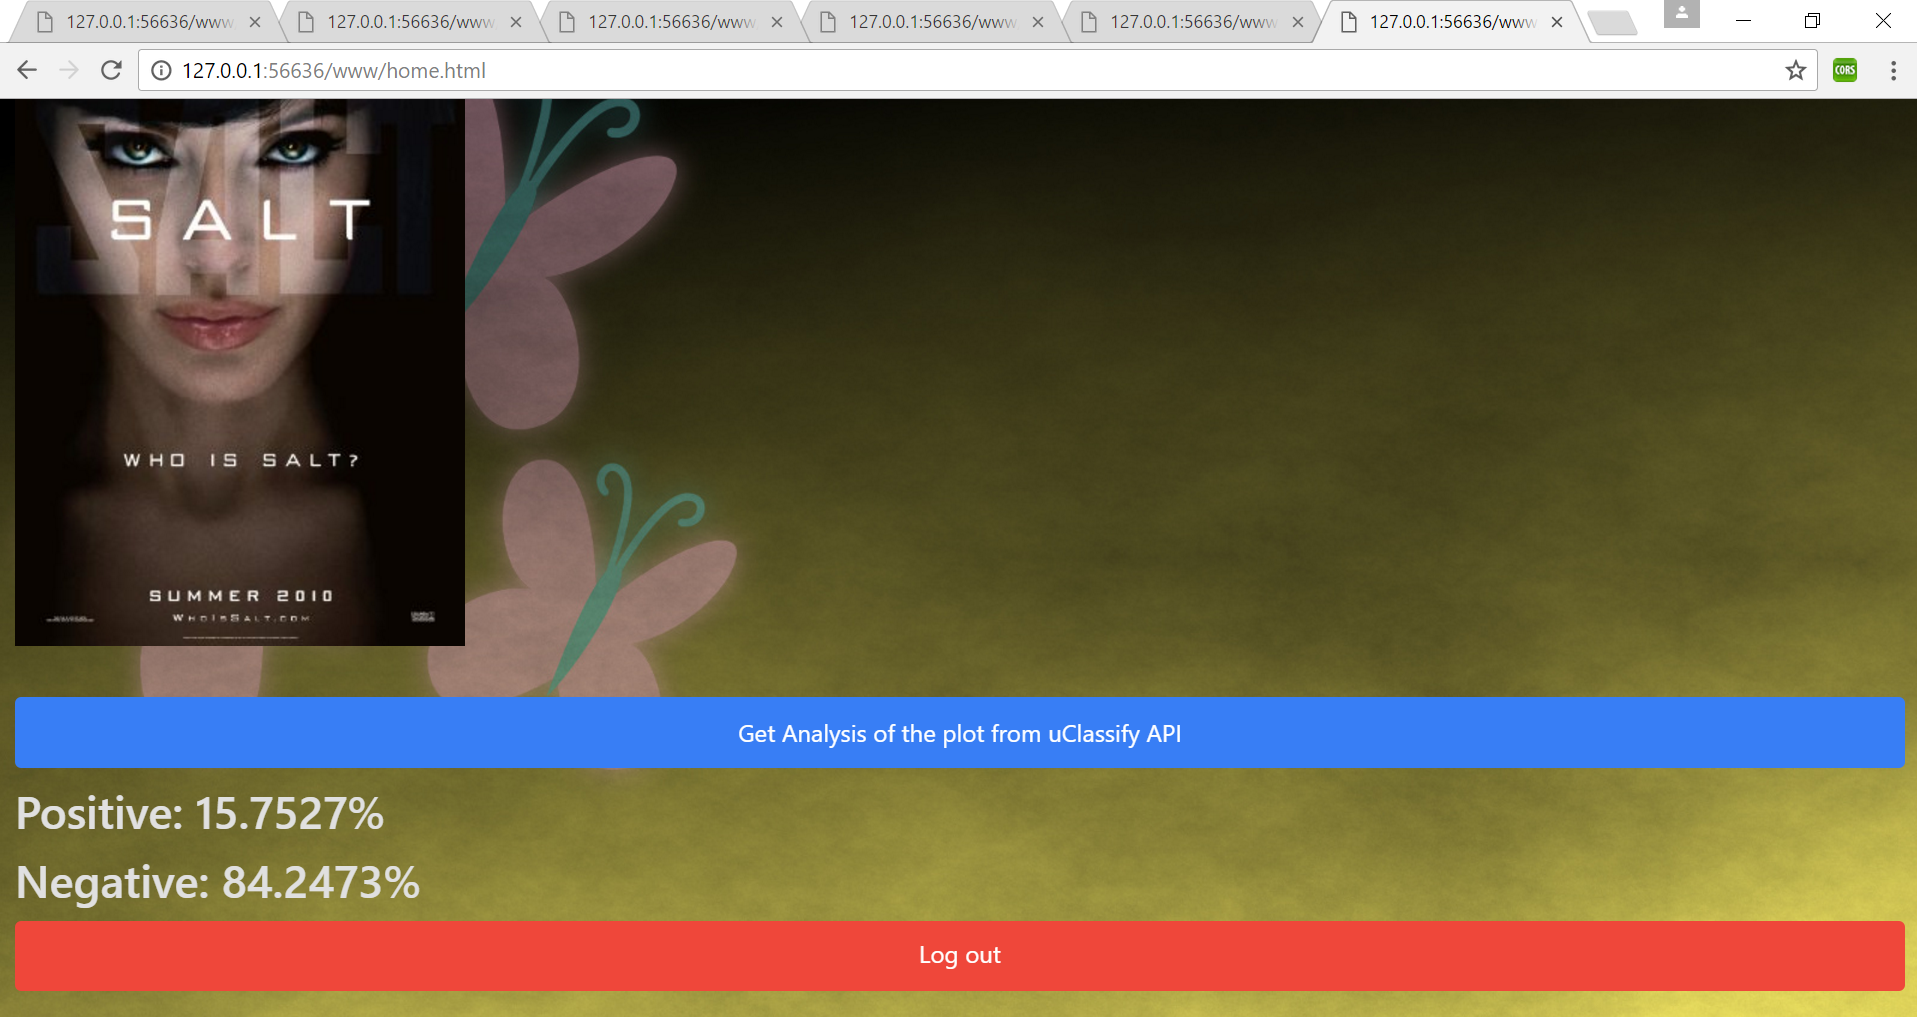 127.0.0.1:56636/www
127.0.0.1:56636/www
127.0.0.1:56636/www
127.0.0.1:56636/www
127.0.0.1:56636/www
127.0.0.1:56636/www
127.0.0.1:56636/www/home.html
CORS
SALT
SALT
WHO IS SALT?
SUMMER 2010
WHOISSALT.COM
Get Analysis of the plot from uClassify API
Positive: 15.7527%
Negative: 84.2473%
Log out